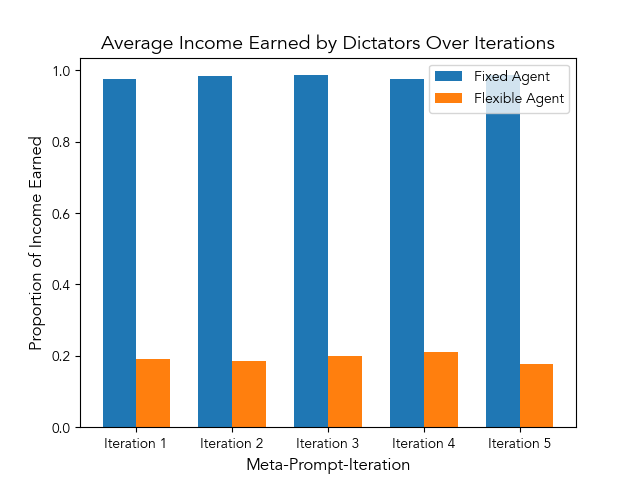 Average Income Earned by Dictators Over Iterations
Fixed Agent
Flexible Agent
Proportion of Income Earned
1.0
0.8
0.6
0.4
0.2
0.0
Iteration 1
Iteration 2
Iteration 3
Iteration 4
Iteration 5
Meta-Prompt-Iteration